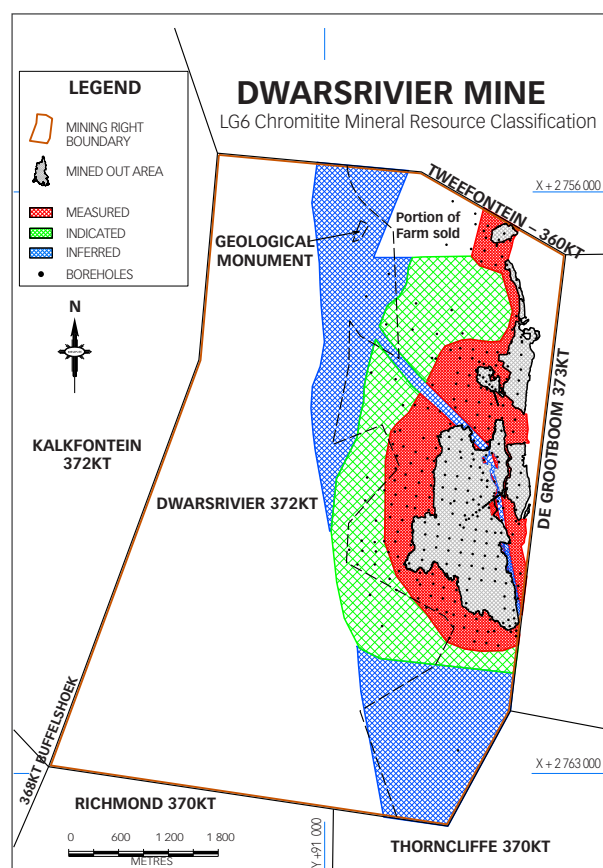 DWARSRIVIER MINE
LG6 Chromitite Mineral Resource Classification
LEGEND
MINING RIGHT
BOUNDARY
MINED OUT AREA
MEASURED
INDICATED
INFERRED
BOREHOLES
N
X + 2 756 000
TWEEFONTEIN – 360KT
Portion of
Farm sold
GEOLOGICAL
MONUMENT
DE GROOTBOOM 373KT
KALKFONTEIN
372KT
DWARSRIVIER 372KT
368KT BUFFELSHOEK
X + 2 763 000
RICHMOND 370KT
0 600 1 200 1 800
METRES
Y +91 000
THORNCLIFFE 370KT